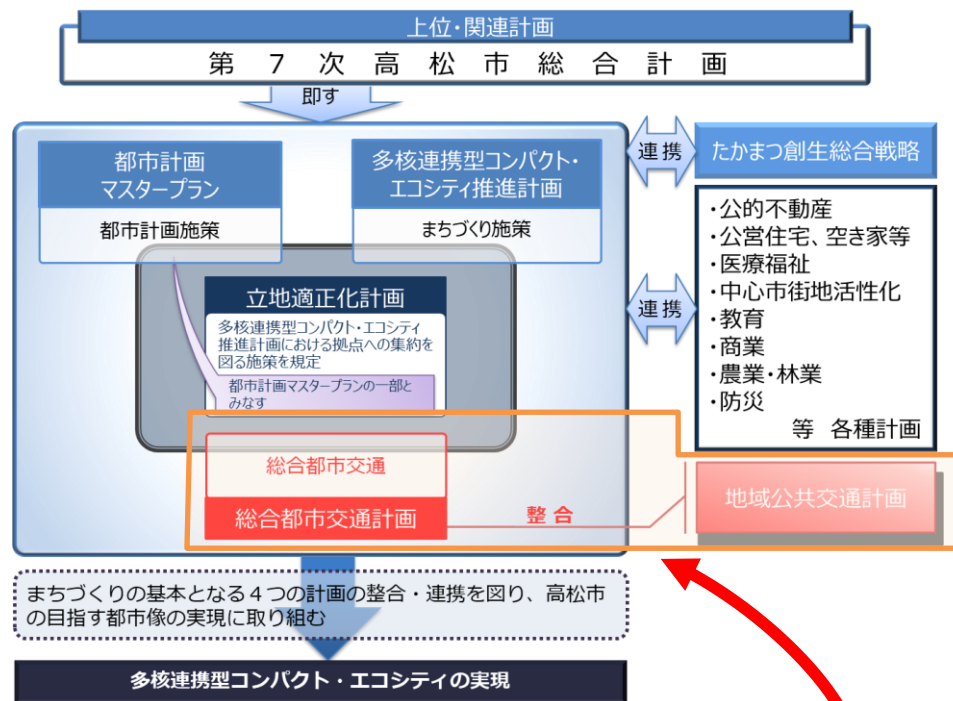 上位・関連計画
第７次高松市総合計画
即す
都市計画
マスタープラン
都市計画施策
多核連携型コンパクト・
エコシティ推進計画
まちづくり施策
立地適正化計画
多核連携型コンパクト・エコシティ
推進計画における拠点への集約を
図る施策を規定
都市計画マスタープランの一部と
みなす
総合都市交通
総合都市交通計画
整合
連携
たかまつ創生総合戦略
連携
・公的不動産
・公営住宅、空き家等
・医療福祉
・中心市街地活性化
・教育
・商業
・農業・林業
・防災
等 各種計画
地域公共交通計画
まちづくりの基本となる４つの計画の整合・連携を図り、高松市
の目指す都市像の実現に取り組む
多核連携型コンパクト・エコシティの実現